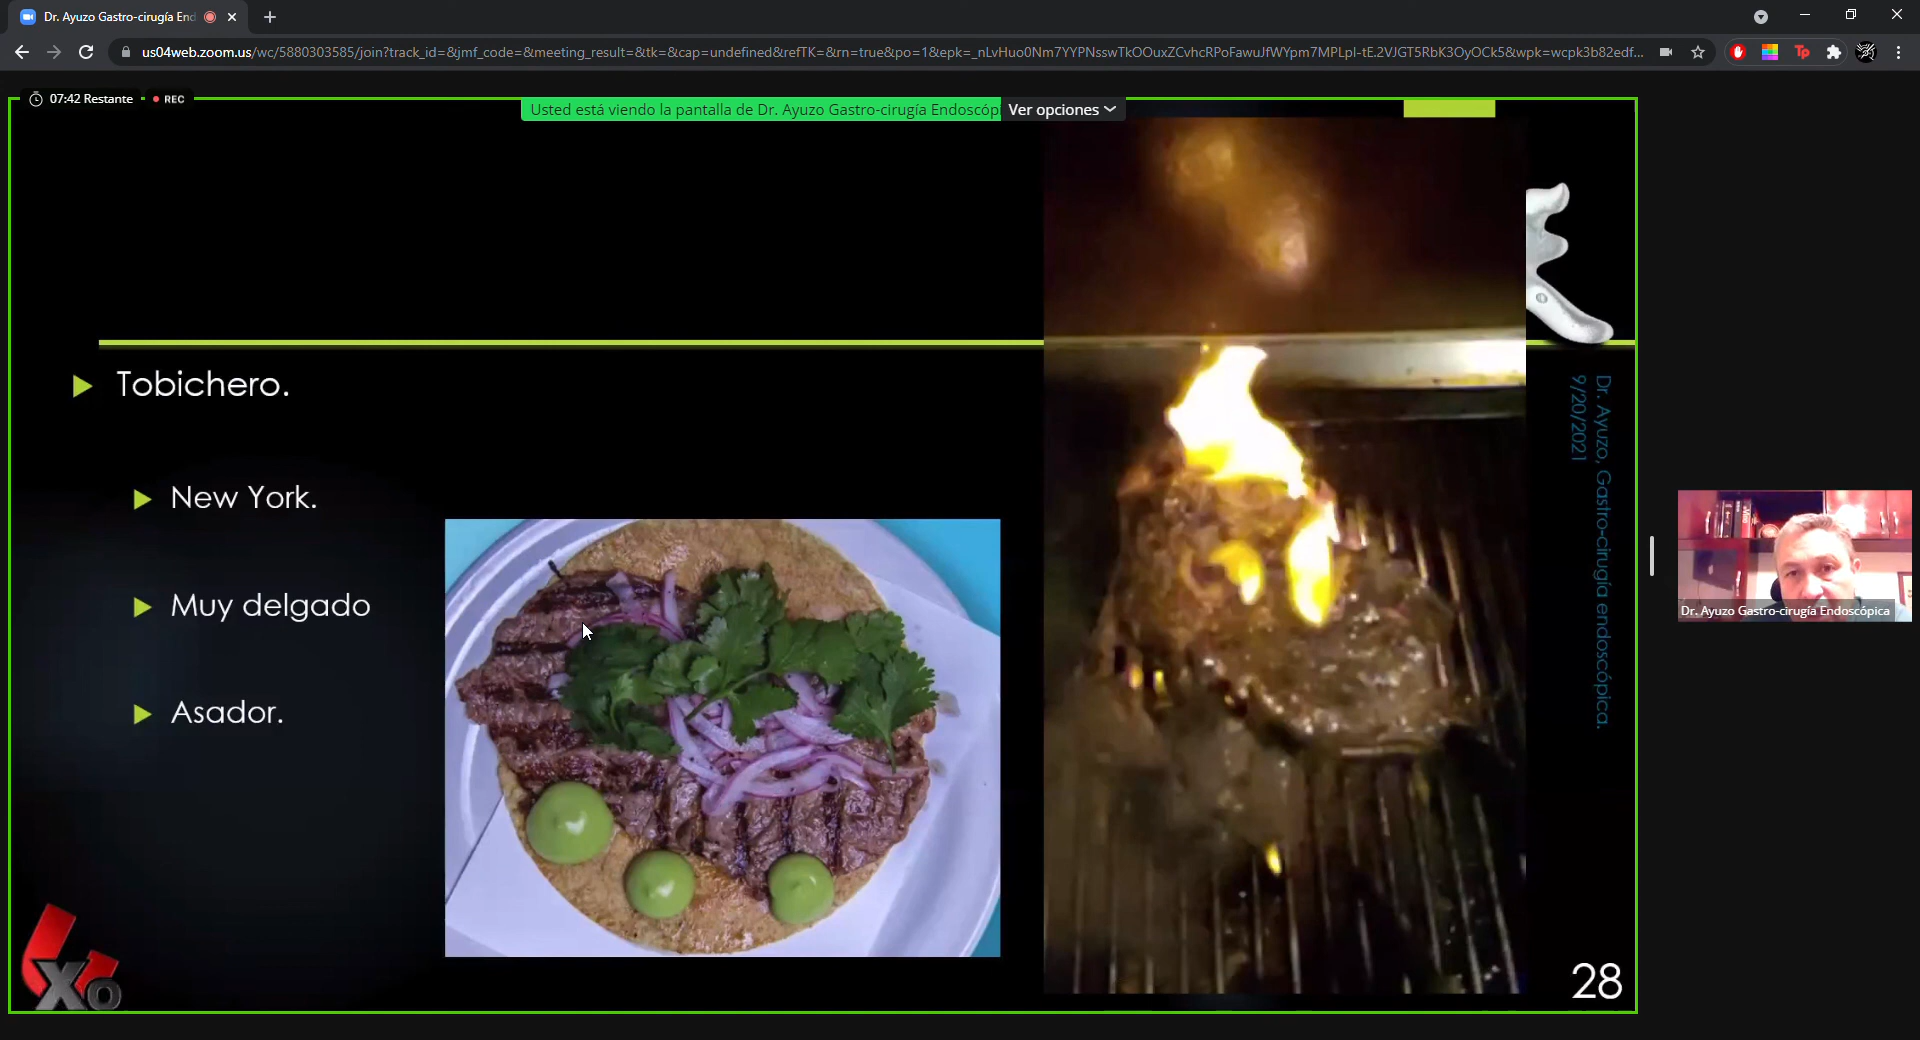 Dr. Ayuzo Gastro-cirugía End
us04web.zoom.us/wc/5880303585/join?track_id=&jmf_code=&meeting_result=&tk=&cap=undefined&refTK=&rn=true&po=1&epk=_nLvHuo0Nm7YYPNsswTkOOuxZCvhcRPoFawuJfWYpm7MPLpl-tE.2VJGT5RbK3OyOCk5&wpk=wcpk3b82edf...
07:42 Restante
REC
Usted está viendo la pantalla de Dr. Ayuzo Gastro-cirugía Endoscópi
Ver opciones
Tobichero.
New York.
Muy delgado
Asador.
Dr. Ayuzo, Gastro-cirugía endoscópica.
9/20/2021
Dr. Ayuzo Gastro-cirugía Endoscópica
Xo
28